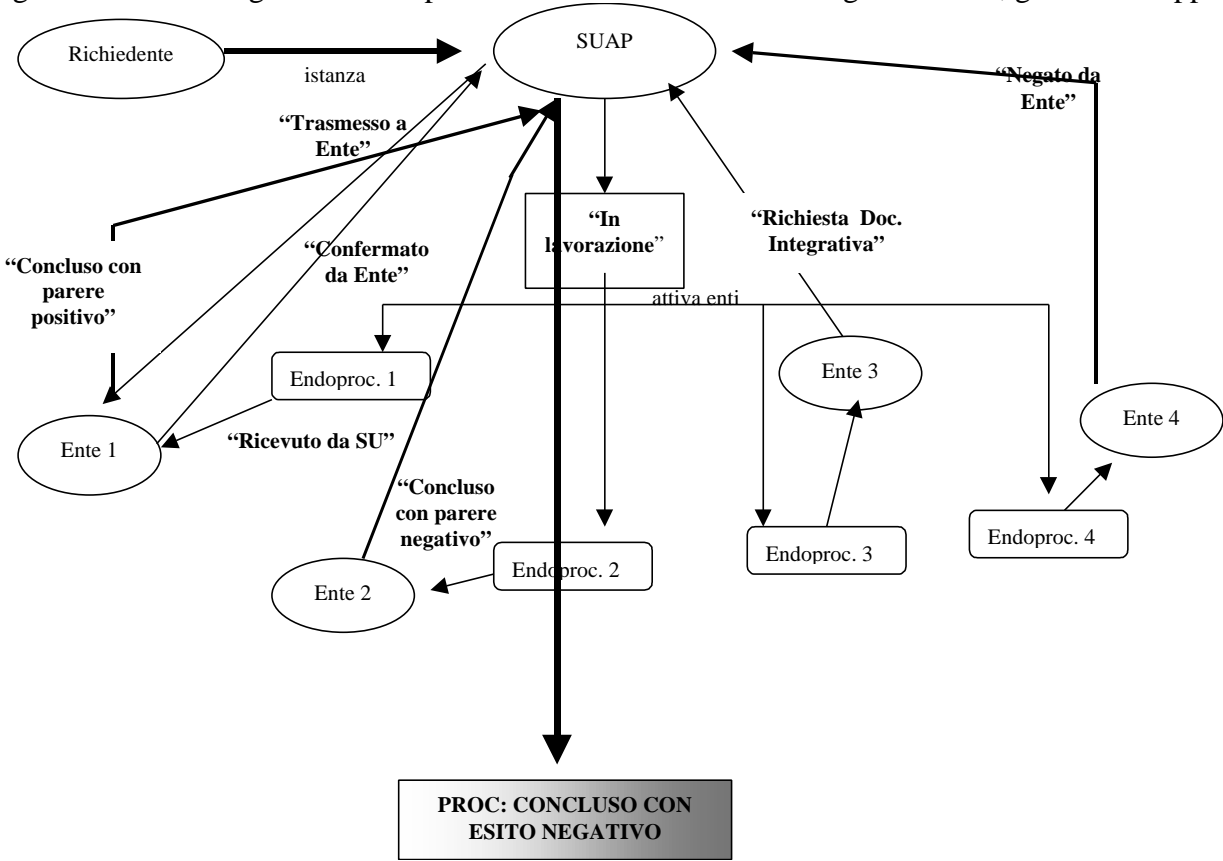 SUAP
Richiedente
istanza
“Negato da
Ente”
“Trasmesso a
Ente”
“In
lavorazione”
“Richiesta Doc.
Integrativa”
“Confermato
da Ente”
“Concluso con
parere
positivo”
attiva enti
Endoproc. 1
Ente 3
Ente 4
Ente 1
“Ricevuto da SU”
“Concluso
con parere
negativo”
Endoproc. 4
Endoproc. 3
Endoproc. 2
Ente 2
PROC: CONCLUSO CON
ESITO NEGATIVO